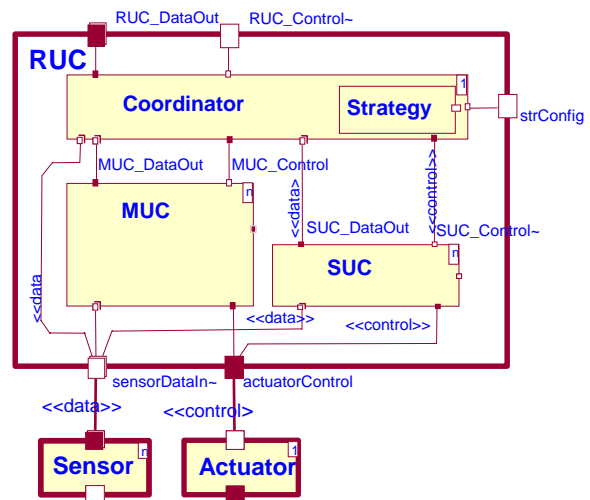 RUC_DataOut
RUC_Control~
RUC
1
Coordinator
Strategy
strConfig
MUC_DataOut
MUC_Control
<<data>
<<control>>
n
MUC
SUC_DataOut
SUC_Control~
n
SUC
<<data
<<data>>
<<control>>
sensorDataIn~
actuatorControl
<<data>>
<<control>
n
Sensor
1
Actuator